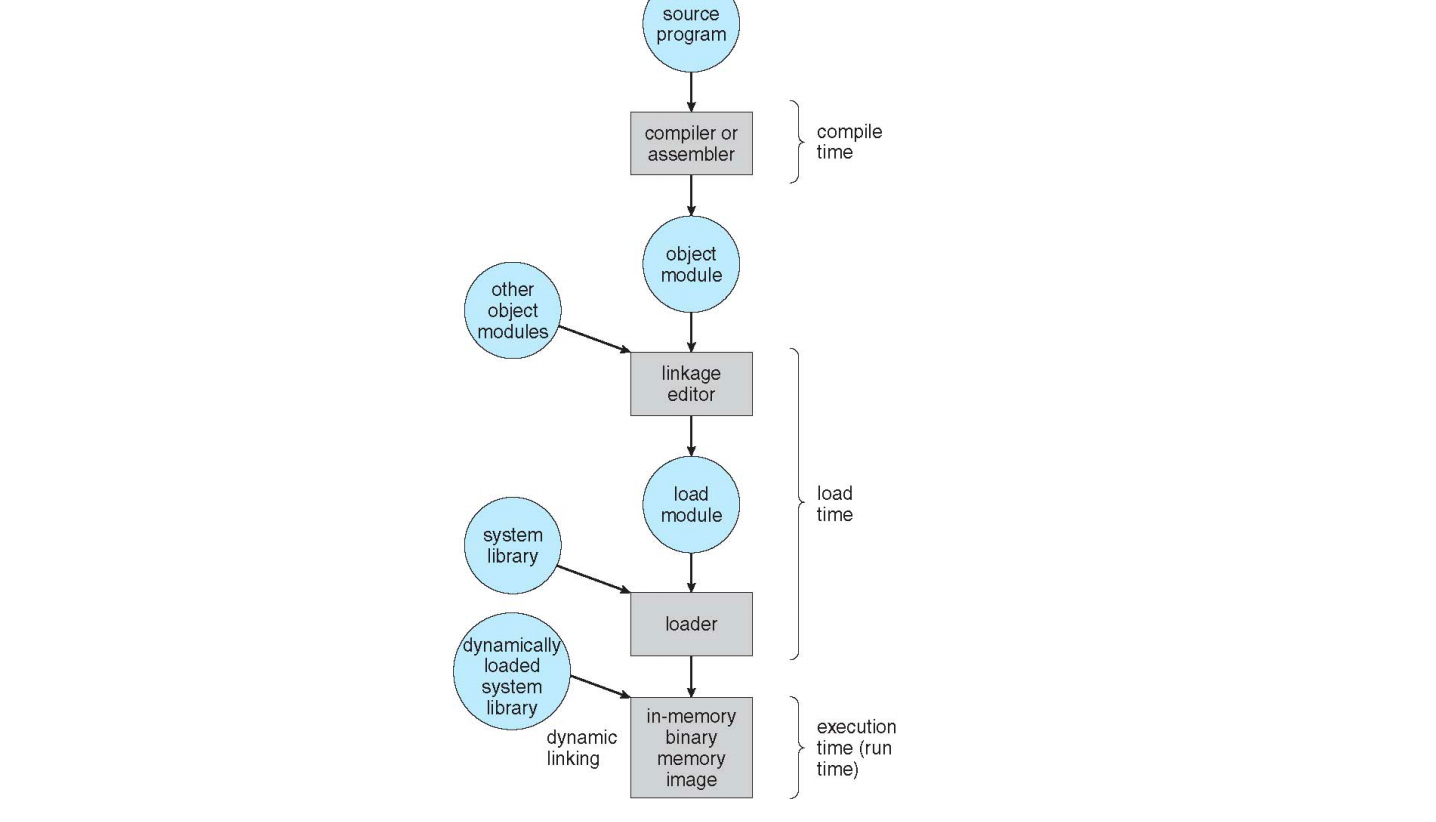 source
program
compiler or
assembler
compile
time
object
module
other
object
modules
linkage
editor
load
module
load
time
system
library
loader
dynamically
loaded
system
library
dynamic
linking
in-memory
binary
memory
image
execution
time (run
time)